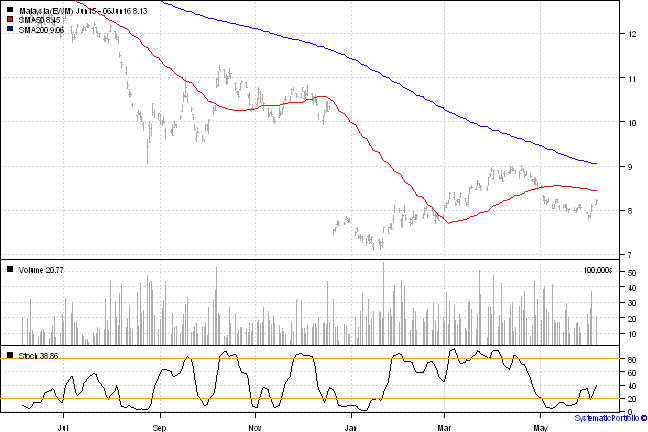 Malaysia(EWM) Jun15 - 06Jun16 8.13
SMA50 8.45
SMA200 9.06
12
11
10
9
8
7
Volume 20.77
100,000s
50
40
30
20
10
Stoch 38.86
80
60
40
20
0
Jul Sep Nov Jan Mar May
SystematicPortfolio ©